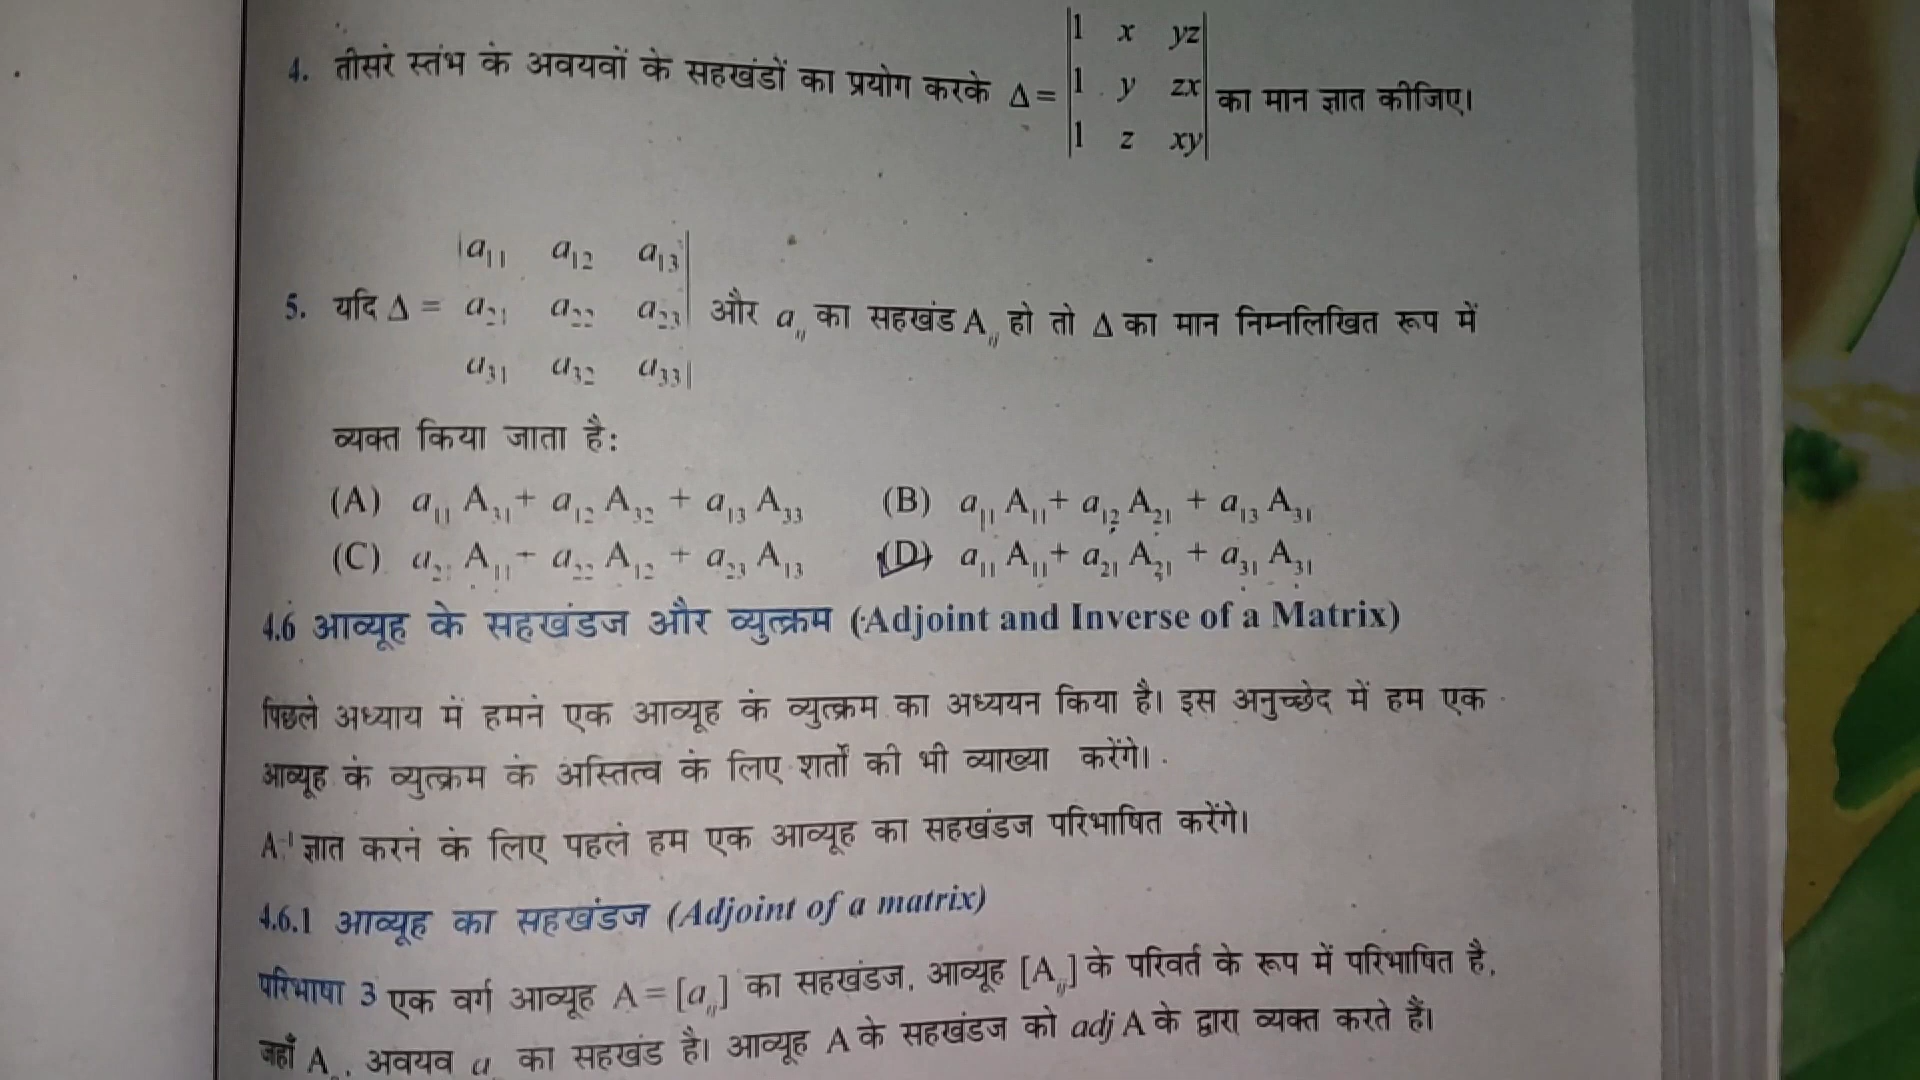 4. तीसरे स्तंभ के अवयवों के सहखंडों का प्रयोग करके Δ = |1 x yz| का मान ज्ञात कीजिए।
|1 y zx|
|1 z xy|
|a₁₁ a₁₂ a₁₃|
5. यदि Δ = a₂₁ a₂₂ a₂₃| और aᵢⱼ का सहखंड Aᵢⱼ हो तो Δ का मान निम्नलिखित रूप में
a₃₁ a₃₂ a₃₃|
व्यक्त किया जाता है:
(A) a₁₁ A₃₁ + a₁₂ A₃₂ + a₁₃ A₃₃ (B) a₁₁ A₁₁ + a₁₂ A₂₁ + a₁₃ A₃₁
(C) a₂₁ A₁₁ + a₂₂ A₁₂ + a₂₃ A₁₃ (D) a₁₁ A₁₁ + a₂₁ A₂₁ + a₃₁ A₃₁
4.6 आव्यूह के सहखंडज और व्युत्क्रम (Adjoint and Inverse of a Matrix)
पिछले अध्याय में हमने एक आव्यूह के व्युत्क्रम का अध्ययन किया है। इस अनुच्छेद में हम एक
आव्यूह के व्युत्क्रम के अस्तित्व के लिए शर्तों की भी व्याख्या करेंगे।
A⁻¹ ज्ञात करने के लिए पहले हम एक आव्यूह का सहखंडज परिभाषित करेंगे।
4.6.1 आव्यूह का सहखंडज (Adjoint of a matrix)
परिभाषा 3 एक वर्ग आव्यूह A = [aᵢⱼ] का सहखंडज, आव्यूह [Aᵢⱼ] के परिवर्त के रूप में परिभाषित है,
जहाँ A , अवयव a का सहखंड है। आव्यूह A के सहखंडज को adj A के द्वारा व्यक्त करते हैं।